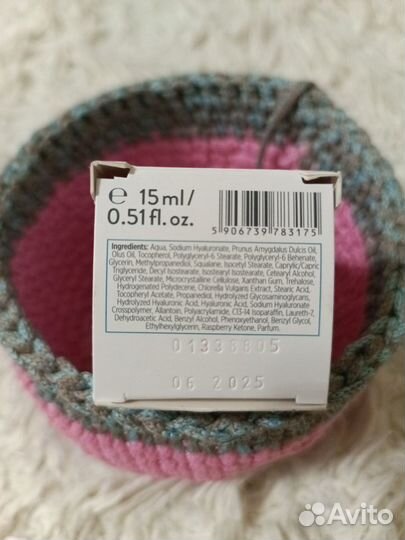 e 15ml/
0.51fl.oz.
5 906739 783175
Ingredients: Aqua, Sodium Hyaluronate, Prunus Amygdalus Dulcis Oil,
Olus Oil, Tocopherol, Polyglyceryl-6 Stearate, Polyglyceryl-6 Behenate,
Glycerin, Methylpropanediol, Squalane, Isocetyl Stearate, Caprylic/Capric
Triglyceride, Decyl Isostearate, Isostearyl Isostearate, Cetearyl Alcohol,
Glyceryl Stearate, Microcrystalline Cellulose, Xanthan Gum, Trehalose,
Hydrogenated Polydecene, Chlorella Vulgaris Extract, Stearic Acid,
Tocopheryl Acetate, Propanediol, Hydrolyzed Glycosaminoglycans,
Hydrolyzed Hyaluronic Acid, Hyaluronic Acid, Sodium Hyaluronate
Crosspolymer, Allantoin, Polyacrylamide, C13-14 Isoparaffin, Laureth-7,
Dehydroacetic Acid, Benzyl Alcohol, Phenoxyethanol, Benzyl Glycol,
Ethylhexylglycerin, Raspberry Ketone, Parfum.
01333805
06 2025
Avito